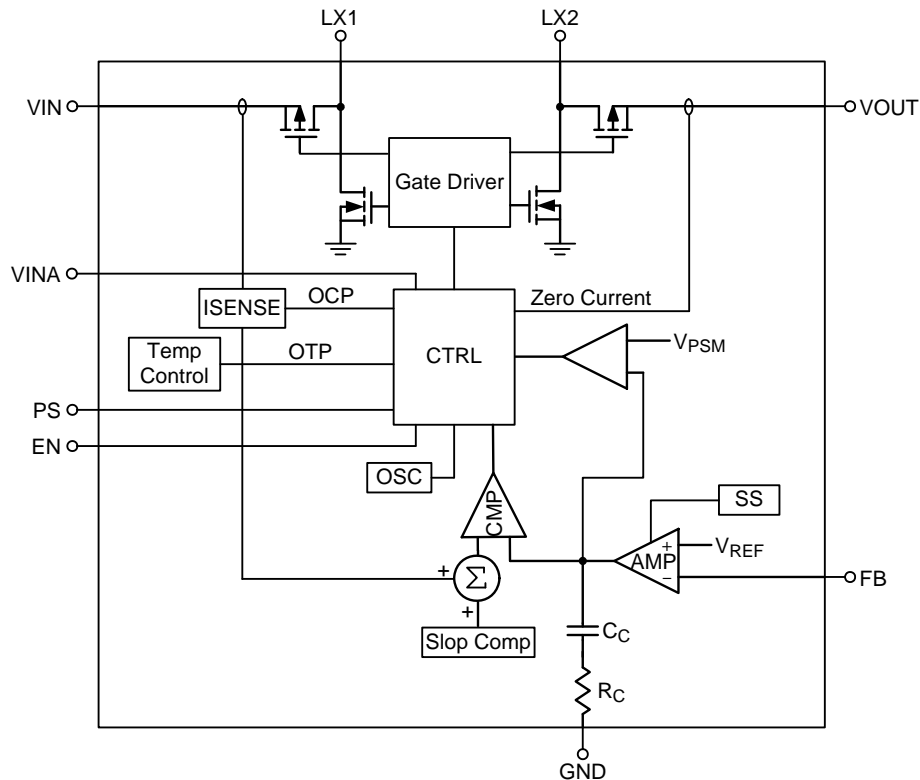 LX1
LX2
VIN
VOUT
Gate Driver
VINA
ISENSE
OCP
Zero Current
Temp
Control
OTP
CTRL
VPSM
PS
EN
OSC
CMP
SS
+
VREF
AMP
−
FB
+
Σ
+
Slop Comp
CC
RC
GND